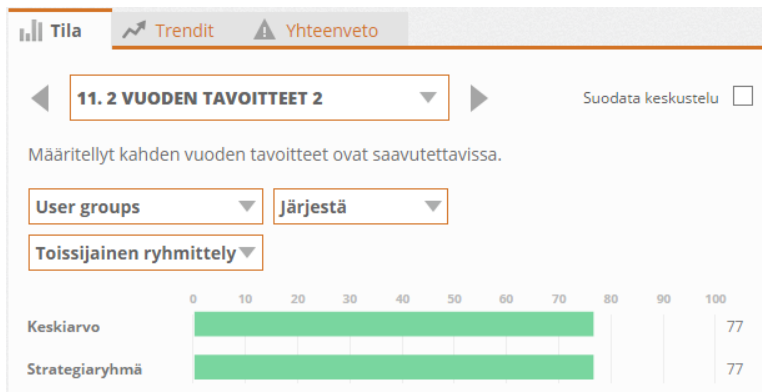 Tila Trendit Yhteenveto
11. 2 VUODEN TAVOITTEET 2 Suodata keskustelu
Määritellyt kahden vuoden tavoitteet ovat saavutettavissa.
User groups Järjestä
Toissijainen ryhmittely
0 10 20 30 40 50 60 70 80 90 100
Keskiarvo 77
Strategiaryhmä 77